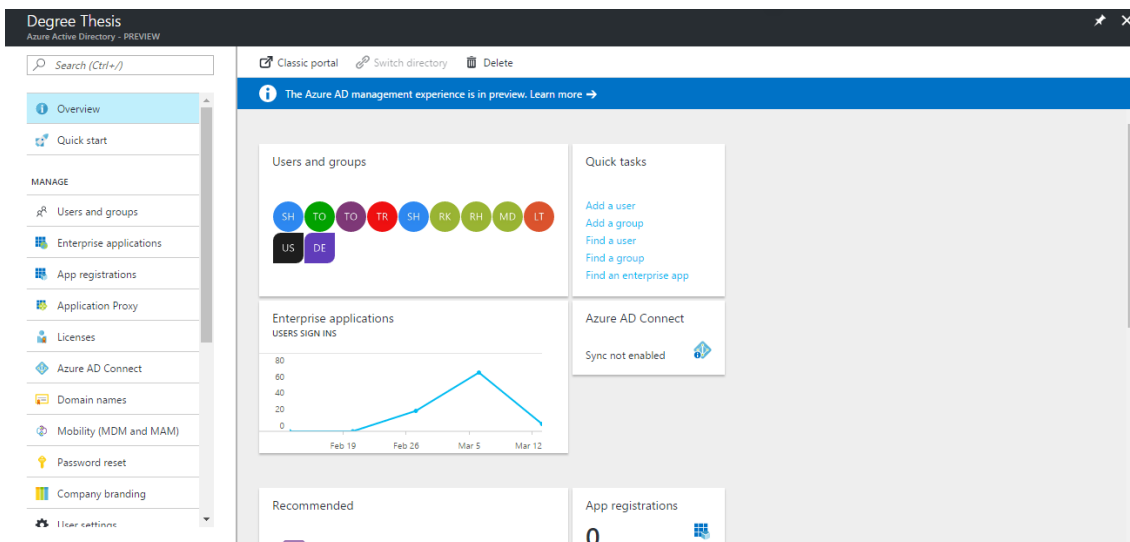 Degree Thesis
Azure Active Directory - PREVIEW
Search (Ctrl+/)
Overview
Quick start
MANAGE
Users and groups
Enterprise applications
App registrations
Application Proxy
Licenses
Azure AD Connect
Domain names
Mobility (MDM and MAM)
Password reset
Company branding
User settings
Classic portal Switch directory Delete
The Azure AD management experience is in preview. Learn more →
Users and groups
SH TO TO TR SH RK RH MD LT
US DE
Quick tasks
Add a user
Add a group
Find a user
Find a group
Find an enterprise app
Enterprise applications
USERS SIGN INS
80
60
40
20
0
Feb 19 Feb 26 Mar 5 Mar 12
Azure AD Connect
Sync not enabled
Recommended
App registrations
0